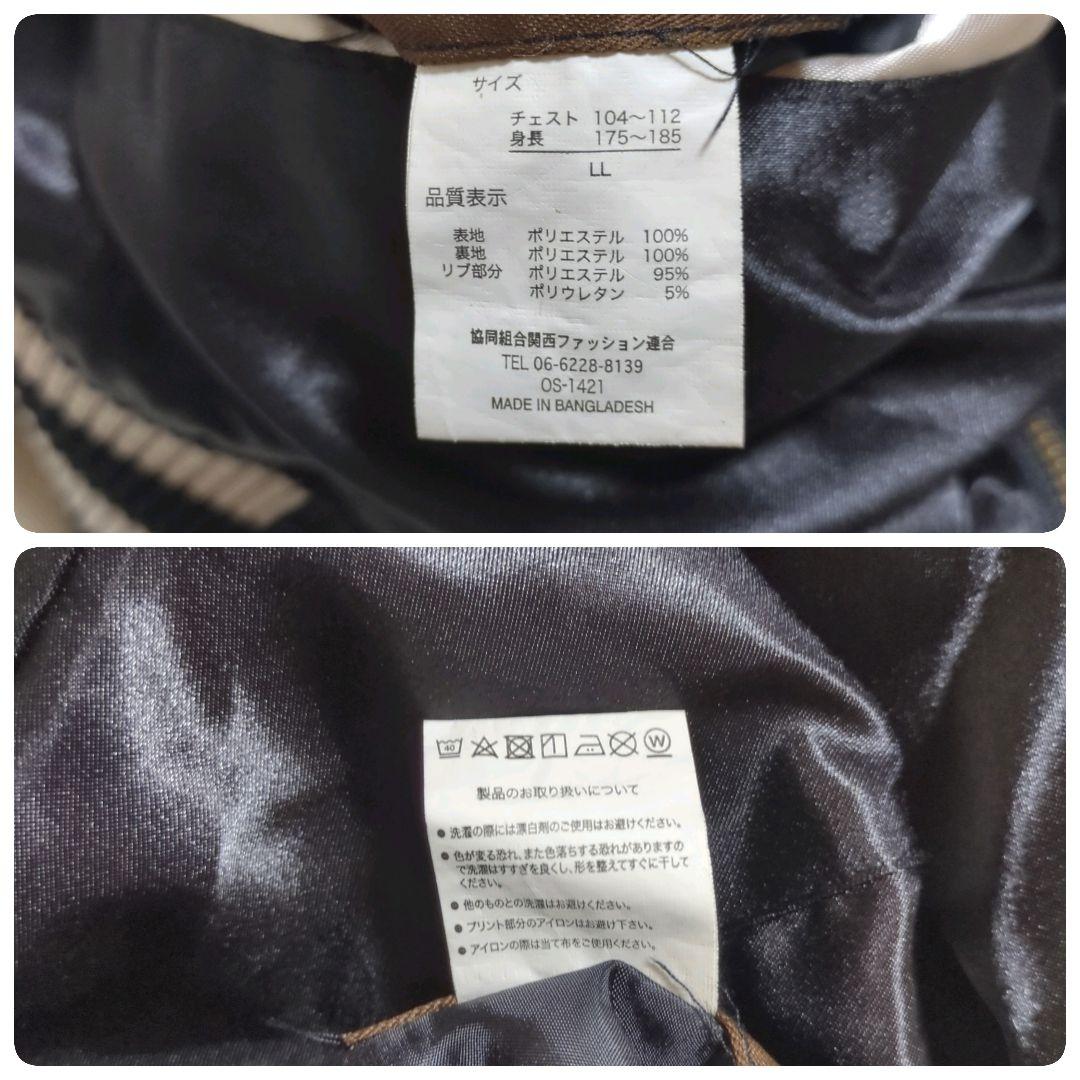 サイズ
チェスト 104～112
身長 175～185
LL
品質表示
表地 ポリエステル 100%
裏地 ポリエステル 100%
リブ部分 ポリエステル 95%
ポリウレタン 5%
協同組合関西ファッション連合
TEL 06-6228-8139
OS-1421
MADE IN BANGLADESH
40 W
製品のお取り扱いについて
●洗濯の際には漂白剤のご使用はお避けください。
●色が変る恐れ、また色落ちする恐れがありますの
で洗濯はすすぎを良くし、形を整えてすぐに干して
ください。
●他のものとの洗濯はお避けください。
●プリント部分のアイロンはお避け下さい。
●アイロンの際は当て布をご使用ください。